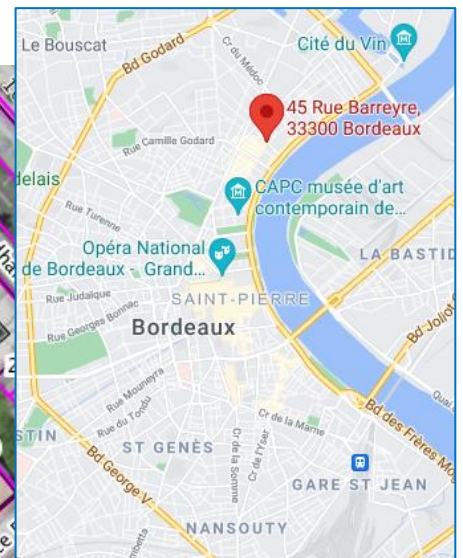 Le Bouscat
Bd Godard
Cr du Médoc
Cité du Vin
45 Rue Barreyre,
33300 Bordeaux
Rue Camille Godard
delais
CAPC musée d'art
contemporain de...
Rue Turenne
Opéra National
de Bordeaux - Grand...
LA BASTID
Rue Judaïque
SAINT-PIERRE
Rue Georges Bonnac
Bordeaux
Bd Joliot
Rue Mouneyra
Rue du Tondu
Cr de la Marne
Quai
Bd des Frères Mo
STIN
ST GENÈS
Cr de l'Yser
Cr de la Somme
Bd George V
GARE ST JEAN
NANSOUTY